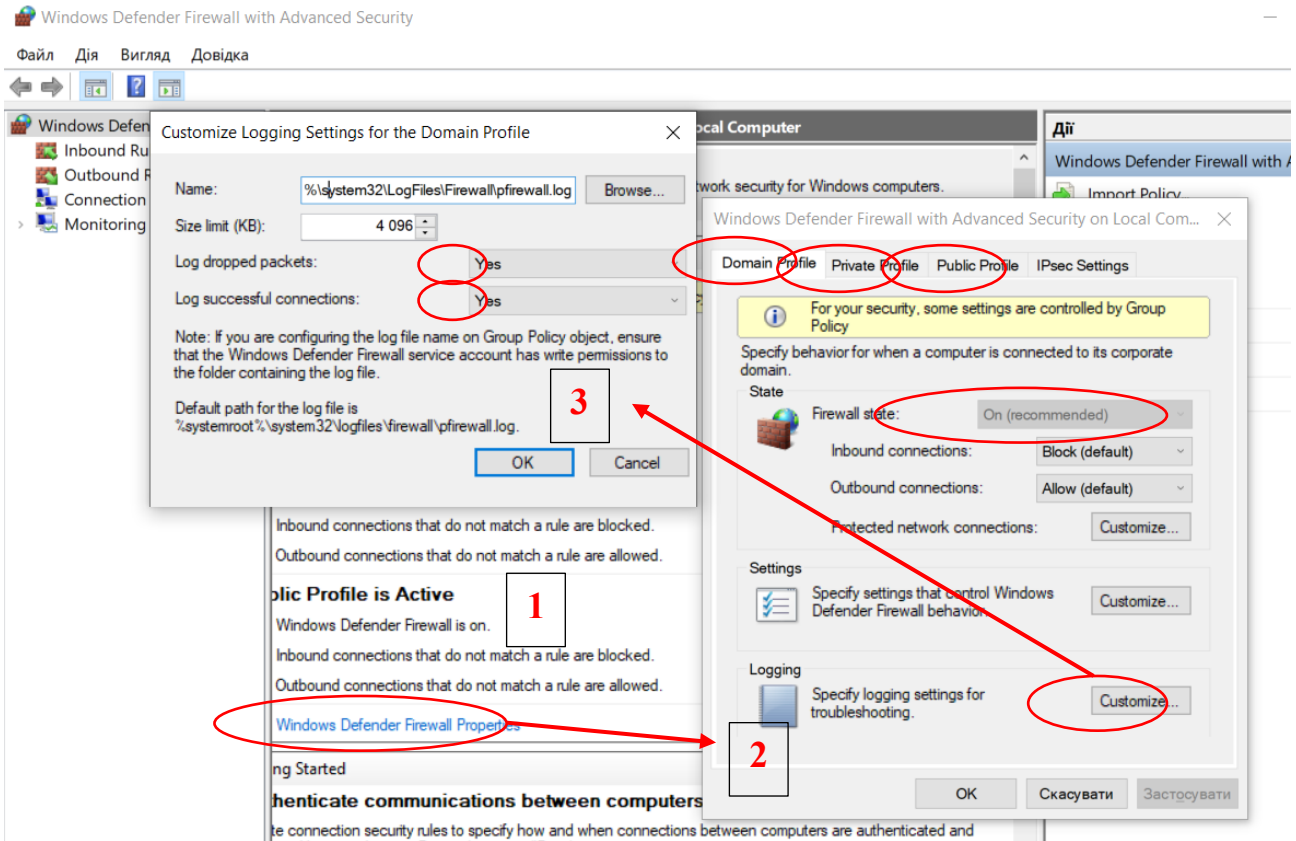 Windows Defender Firewall with Advanced Security
Файл Дія Вигляд Довідка
Windows Defen
Inbound Ru
Outbound R
Connection
Monitoring
Customize Logging Settings for the Domain Profile
Name: %\system32\LogFiles\Firewall\pfirewall.log Browse...
Size limit (KB): 4 096
Log dropped packets: Yes
Log successful connections: Yes
Note: If you are configuring the log file name on Group Policy object, ensure
that the Windows Defender Firewall service account has write permissions to
the folder containing the log file.
Default path for the log file is
%systemroot%\system32\logfiles\firewall\pfirewall.log.
3
OK Cancel
ocal Computer
twork security for Windows computers.
Inbound connections that do not match a rule are blocked.
Outbound connections that do not match a rule are allowed.
blic Profile is Active
1
Windows Defender Firewall is on.
Inbound connections that do not match a rule are blocked.
Outbound connections that do not match a rule are allowed.
Windows Defender Firewall Properties
ng Started
henticate communications between computers
te connection security rules to specify how and when connections between computers are authenticated and
Дії
Windows Defender Firewall with A
Import Policy
Windows Defender Firewall with Advanced Security on Local Com...
Domain Profile Private Profile Public Profile IPsec Settings
For your security, some settings are controlled by Group
Policy
Specify behavior for when a computer is connected to its corporate
domain.
State
Firewall state: On (recommended)
Inbound connections: Block (default)
Outbound connections: Allow (default)
Protected network connections: Customize...
Settings
Specify settings that control Windows
Defender Firewall behavior.
Customize...
Logging
Specify logging settings for
troubleshooting.
Customize...
2
OK Скасувати Застосувати